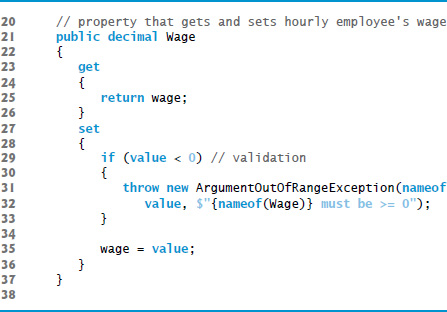 20 // property that gets and sets hourly employee's wage
21 public decimal Wage
22 {
23 get
24 {
25 return wage;
26 }
27 set
28 {
29 if (value < 0) // validation
30 {
31 throw new ArgumentOutOfRangeException(nameof
32 value, $"{nameof(Wage)} must be >= 0");
33 }
34
35 wage = value;
36 }
37 }
38